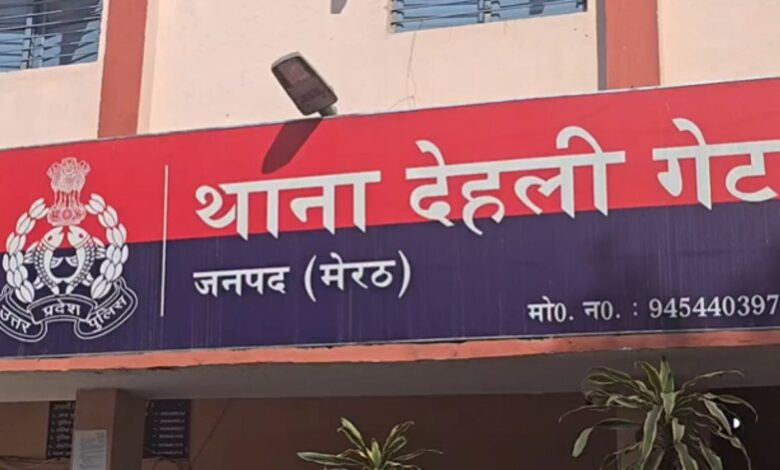 थाना देहली गेट
जनपद (मेरठ)
मो0. न0. : 945440397
उत्तर प्रदेश पुलिस